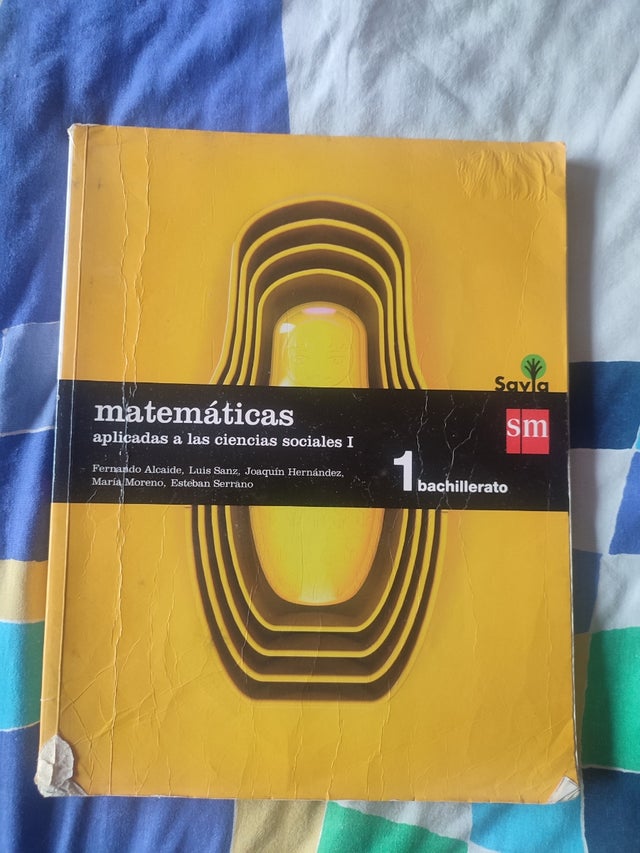 Savia
matemáticas
aplicadas a las ciencias sociales I
sm
Fernando Alcaide, Luis Sanz, Joaquín Hernández,
María Moreno, Esteban Serrano
1 bachillerato